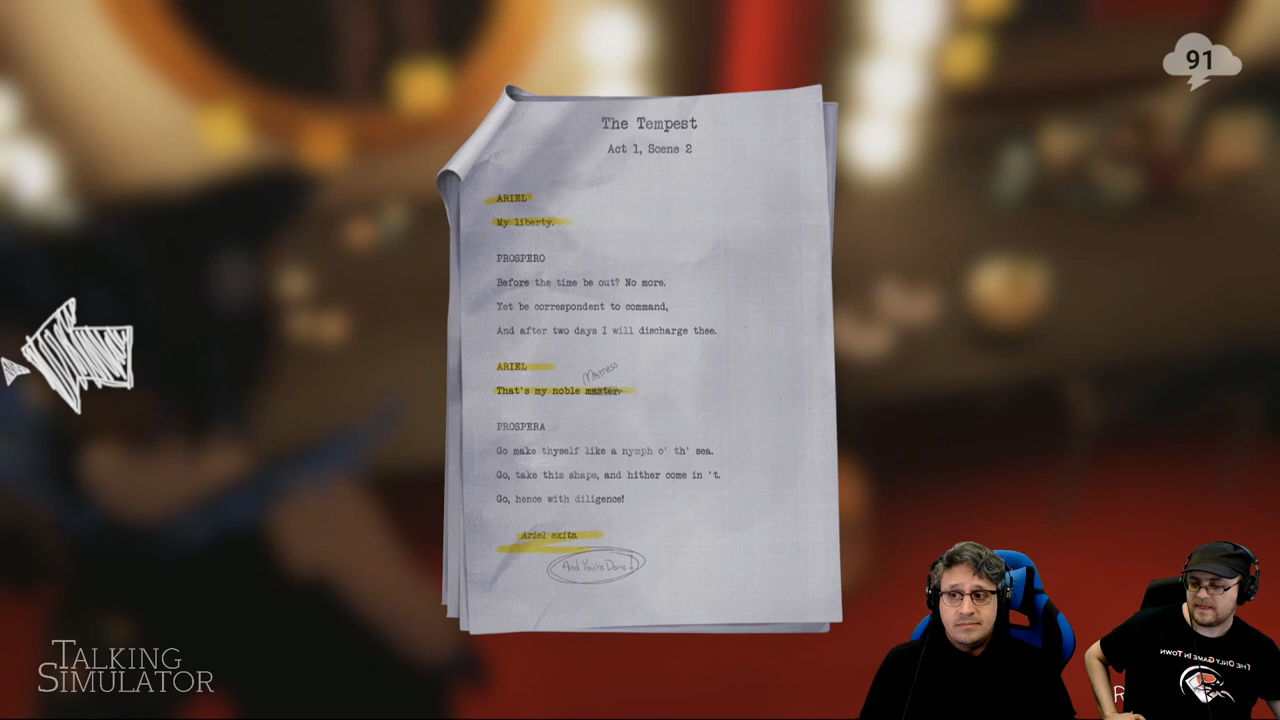 91
The Tempest
Act 1, Scene 2
ARIEL
My liberty.
PROSPERO
Before the time be out? No more.
Yet be correspondent to command,
And after two days I will discharge thee.
ARIEL
Mistress
That's my noble master.
PROSPERA
Go make thyself like a nymph o' th' sea.
Go, take this shape, and hither come in 't.
Go, hence with diligence!
Ariel exits
And You're Done!
TALKING
SIMULATOR
THE ONLY GAME IN TOWN
R